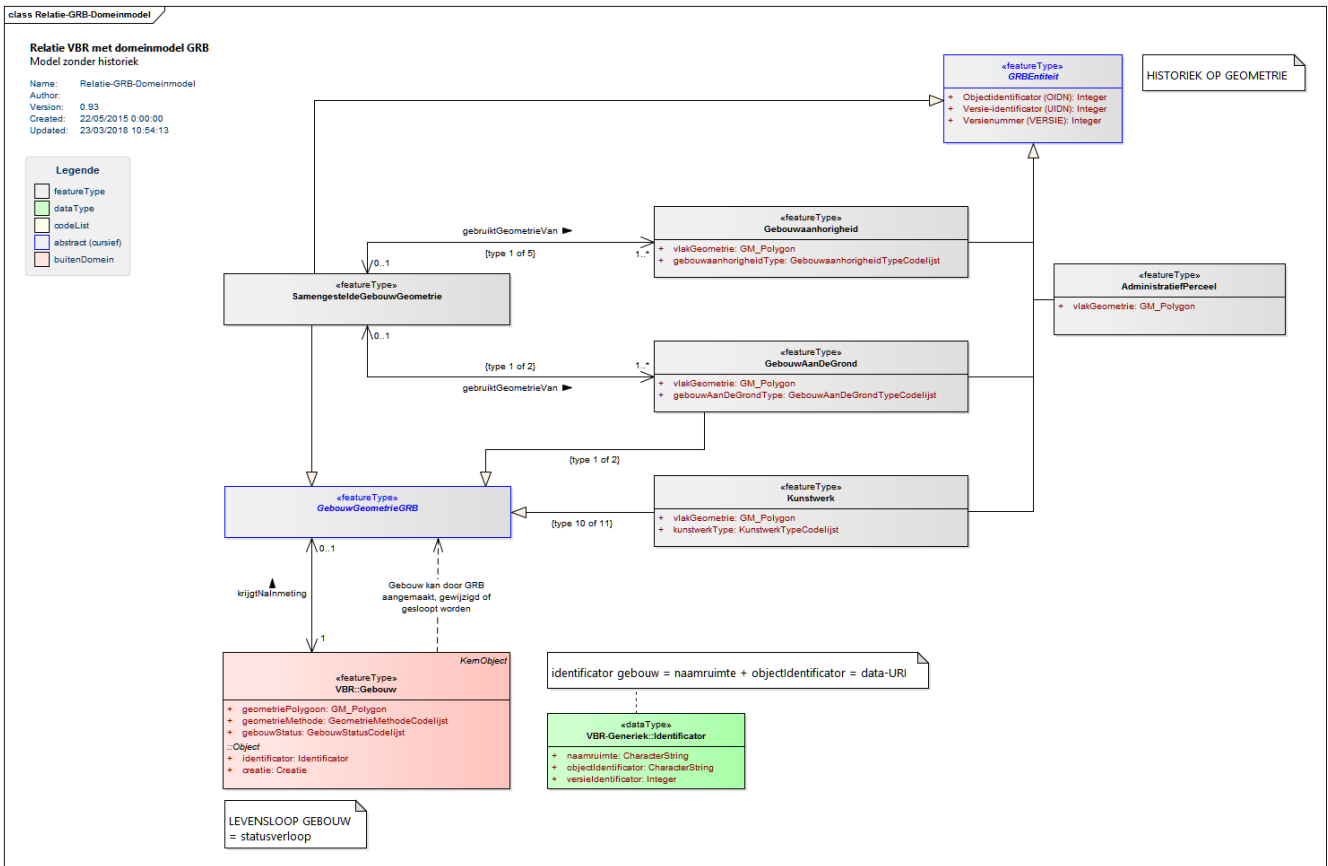 class Relatie-GRB-Domeinmodel
Relatie VBR met domeinmodel GRB
Model zonder historiek
Name: Relatie-GRB-Domeinmodel
Author:
Version: 0.93
Created: 22/05/2015 0:00:00
Updated: 23/03/2018 10:54:13
Legende
featureType
dataType
codeList
abstract (cursief)
buitenDomein
«featureType»
GRBEntiteit
+ Objectidentificator (OIDN): Integer
+ Versie-identificator (UIDN): Integer
+ Versienummer (VERSIE): Integer
HISTORIEK OP GEOMETRIE
«featureType»
Gebouwaanhorigheid
+ vlakGeometrie: GM_Polygon
+ gebouwaanhorigheidType: GebouwaanhorigheidTypeCodelijst
gebruiktGeometrieVan
{type 1 of 5}
1..*
0..1
«featureType»
SamengesteldeGebouwGeometrie
«featureType»
AdministratiefPerceel
+ vlakGeometrie: GM_Polygon
0..1
{type 1 of 2}
1..*
gebruiktGeometrieVan
«featureType»
GebouwAanDeGrond
+ vlakGeometrie: GM_Polygon
+ gebouwAanDeGrondType: GebouwAanDeGrondTypeCodelijst
{type 1 of 2}
«featureType»
GebouwGeometrieGRB
{type 10 of 11}
«featureType»
Kunstwerk
+ vlakGeometrie: GM_Polygon
+ kunstwerkType: KunstwerkTypeCodelijst
0..1
krijgtNaInmeting
1
Gebouw kan door GRB
aangemaakt, gewijzigd of
gesloopt worden
KernObject
«featureType»
VBR::Gebouw
+ geometriePolygoon: GM_Polygon
+ geometrieMethode: GeometrieMethodeCodelijst
+ gebouwStatus: GebouwStatusCodelijst
::Object
+ identificator: Identificator
+ creatie: Creatie
identificator gebouw = naamruimte + objectIdentificator = data-URI
«dataType»
VBR-Generiek::Identificator
+ naamruimte: CharacterString
+ objectIdentificator: CharacterString
+ versieIdentificator: Integer
LEVENSLOOP GEBOUW
= statusverloop